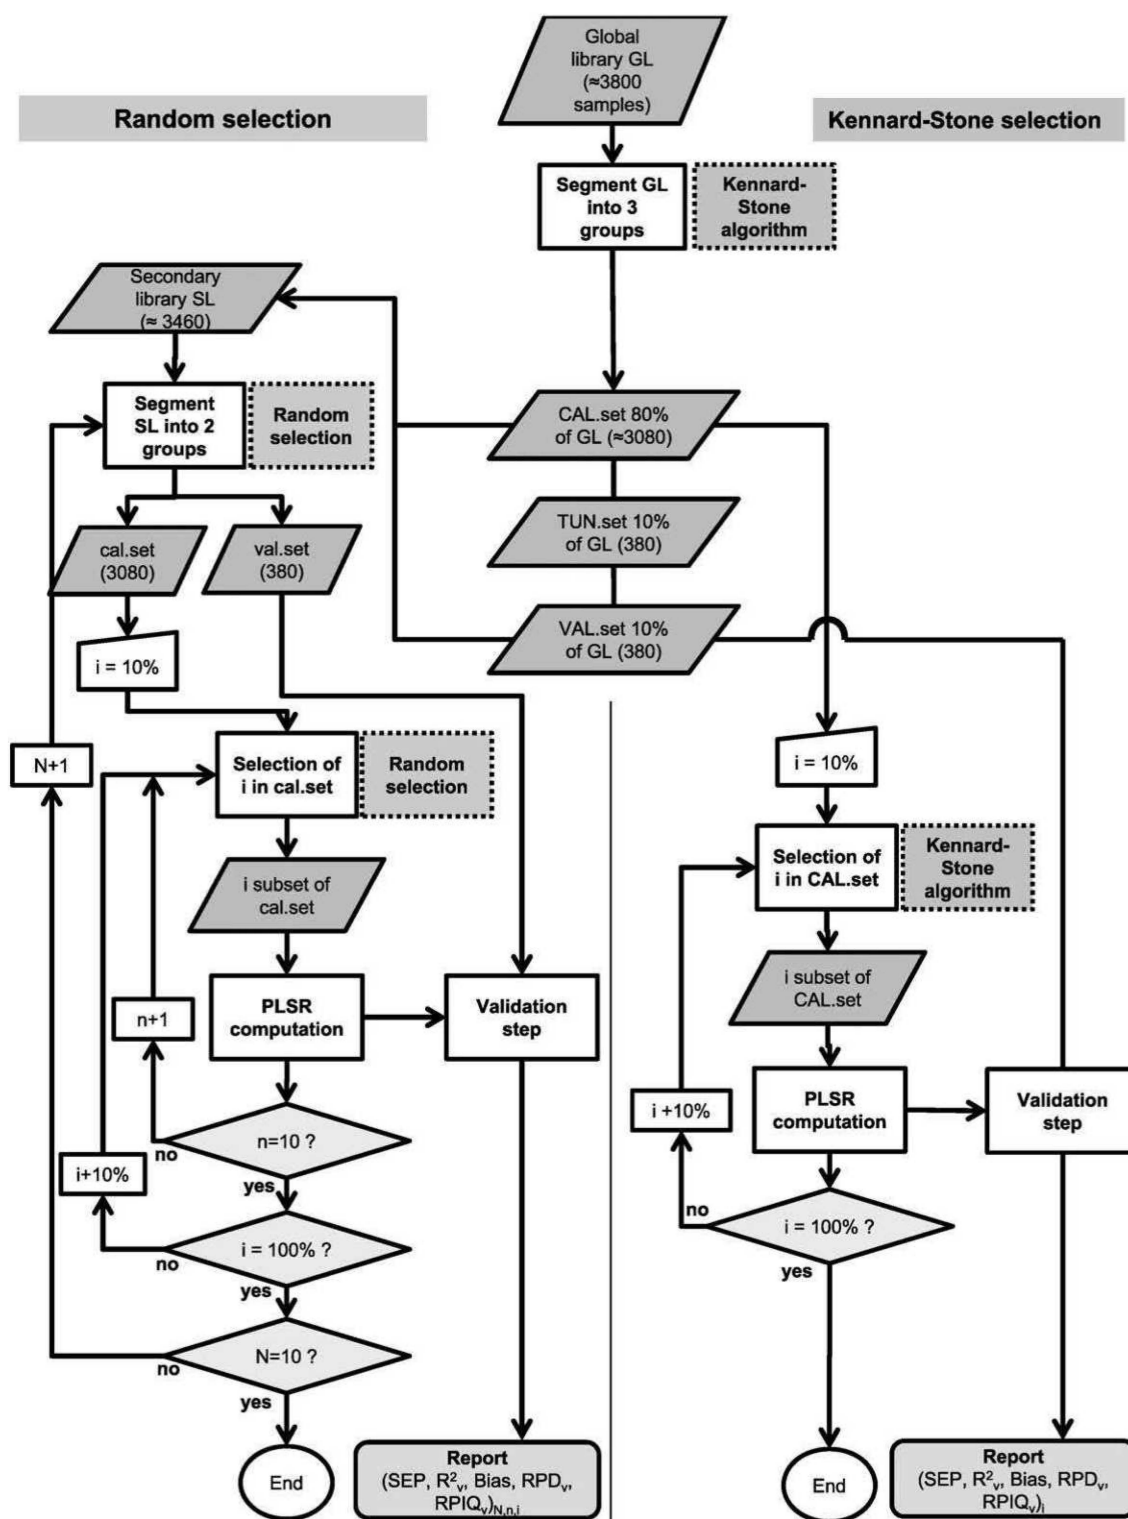 Global
library GL
(≈3800
samples)
Random selection
Kennard-Stone selection
Segment GL
into 3
groups
Kennard-
Stone
algorithm
Secondary
library SL
(≈ 3460)
Segment
SL into 2
groups
Random
selection
CAL.set 80%
of GL (≈3080)
TUN.set 10%
of GL (380)
VAL.set 10%
of GL (380)
cal.set
(3080)
val.set
(380)
i = 10%
N+1
Selection of
i in cal.set
Random
selection
i subset of
cal.set
n+1
PLSR
computation
Validation
step
n=10 ?
no
yes
i+10%
i = 100% ?
no
yes
N=10 ?
no
yes
End
Report
(SEP, R²ᵥ, Bias, RPDᵥ,
RPIQᵥ)N,n,i
i = 10%
Selection of
i in CAL.set
Kennard-
Stone
algorithm
i subset of
CAL.set
i +10%
PLSR
computation
Validation
step
no
i = 100% ?
yes
End
Report
(SEP, R²ᵥ, Bias, RPDᵥ,
RPIQᵥ)i